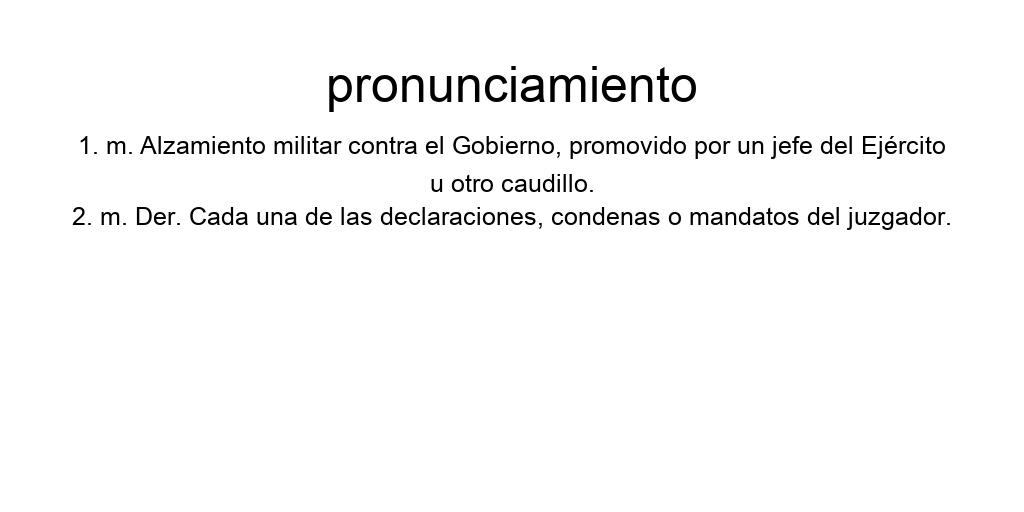 pronunciamiento
1. m. Alzamiento militar contra el Gobierno, promovido por un jefe del Ejército
u otro caudillo.
2. m. Der. Cada una de las declaraciones, condenas o mandatos del juzgador.